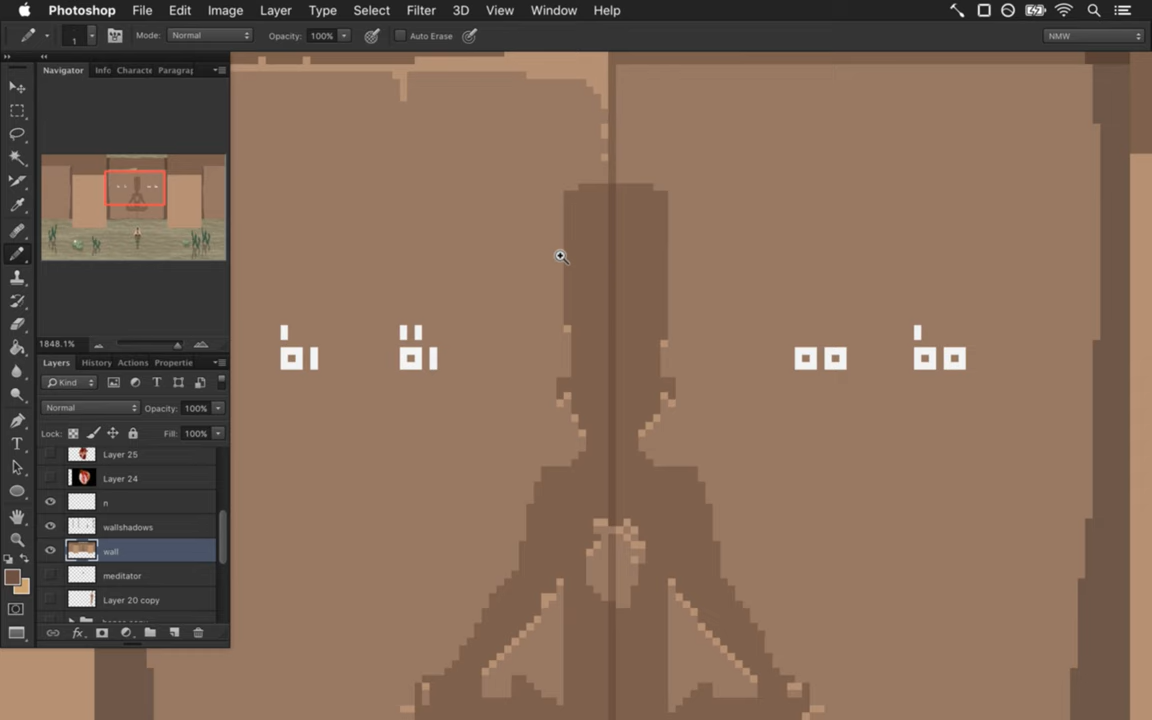 Photoshop File Edit Image Layer Type Select Filter 3D View Window Help
1 Mode: Normal Opacity: 100% Auto Erase NMW
Navigator Info Characte Paragrap
1848.1%
Layers History Actions Propertie
Kind
Normal Opacity: 100%
Lock: Fill: 100%
Layer 25
Layer 24
n
wallshadows
wall
meditator
Layer 20 copy
fx